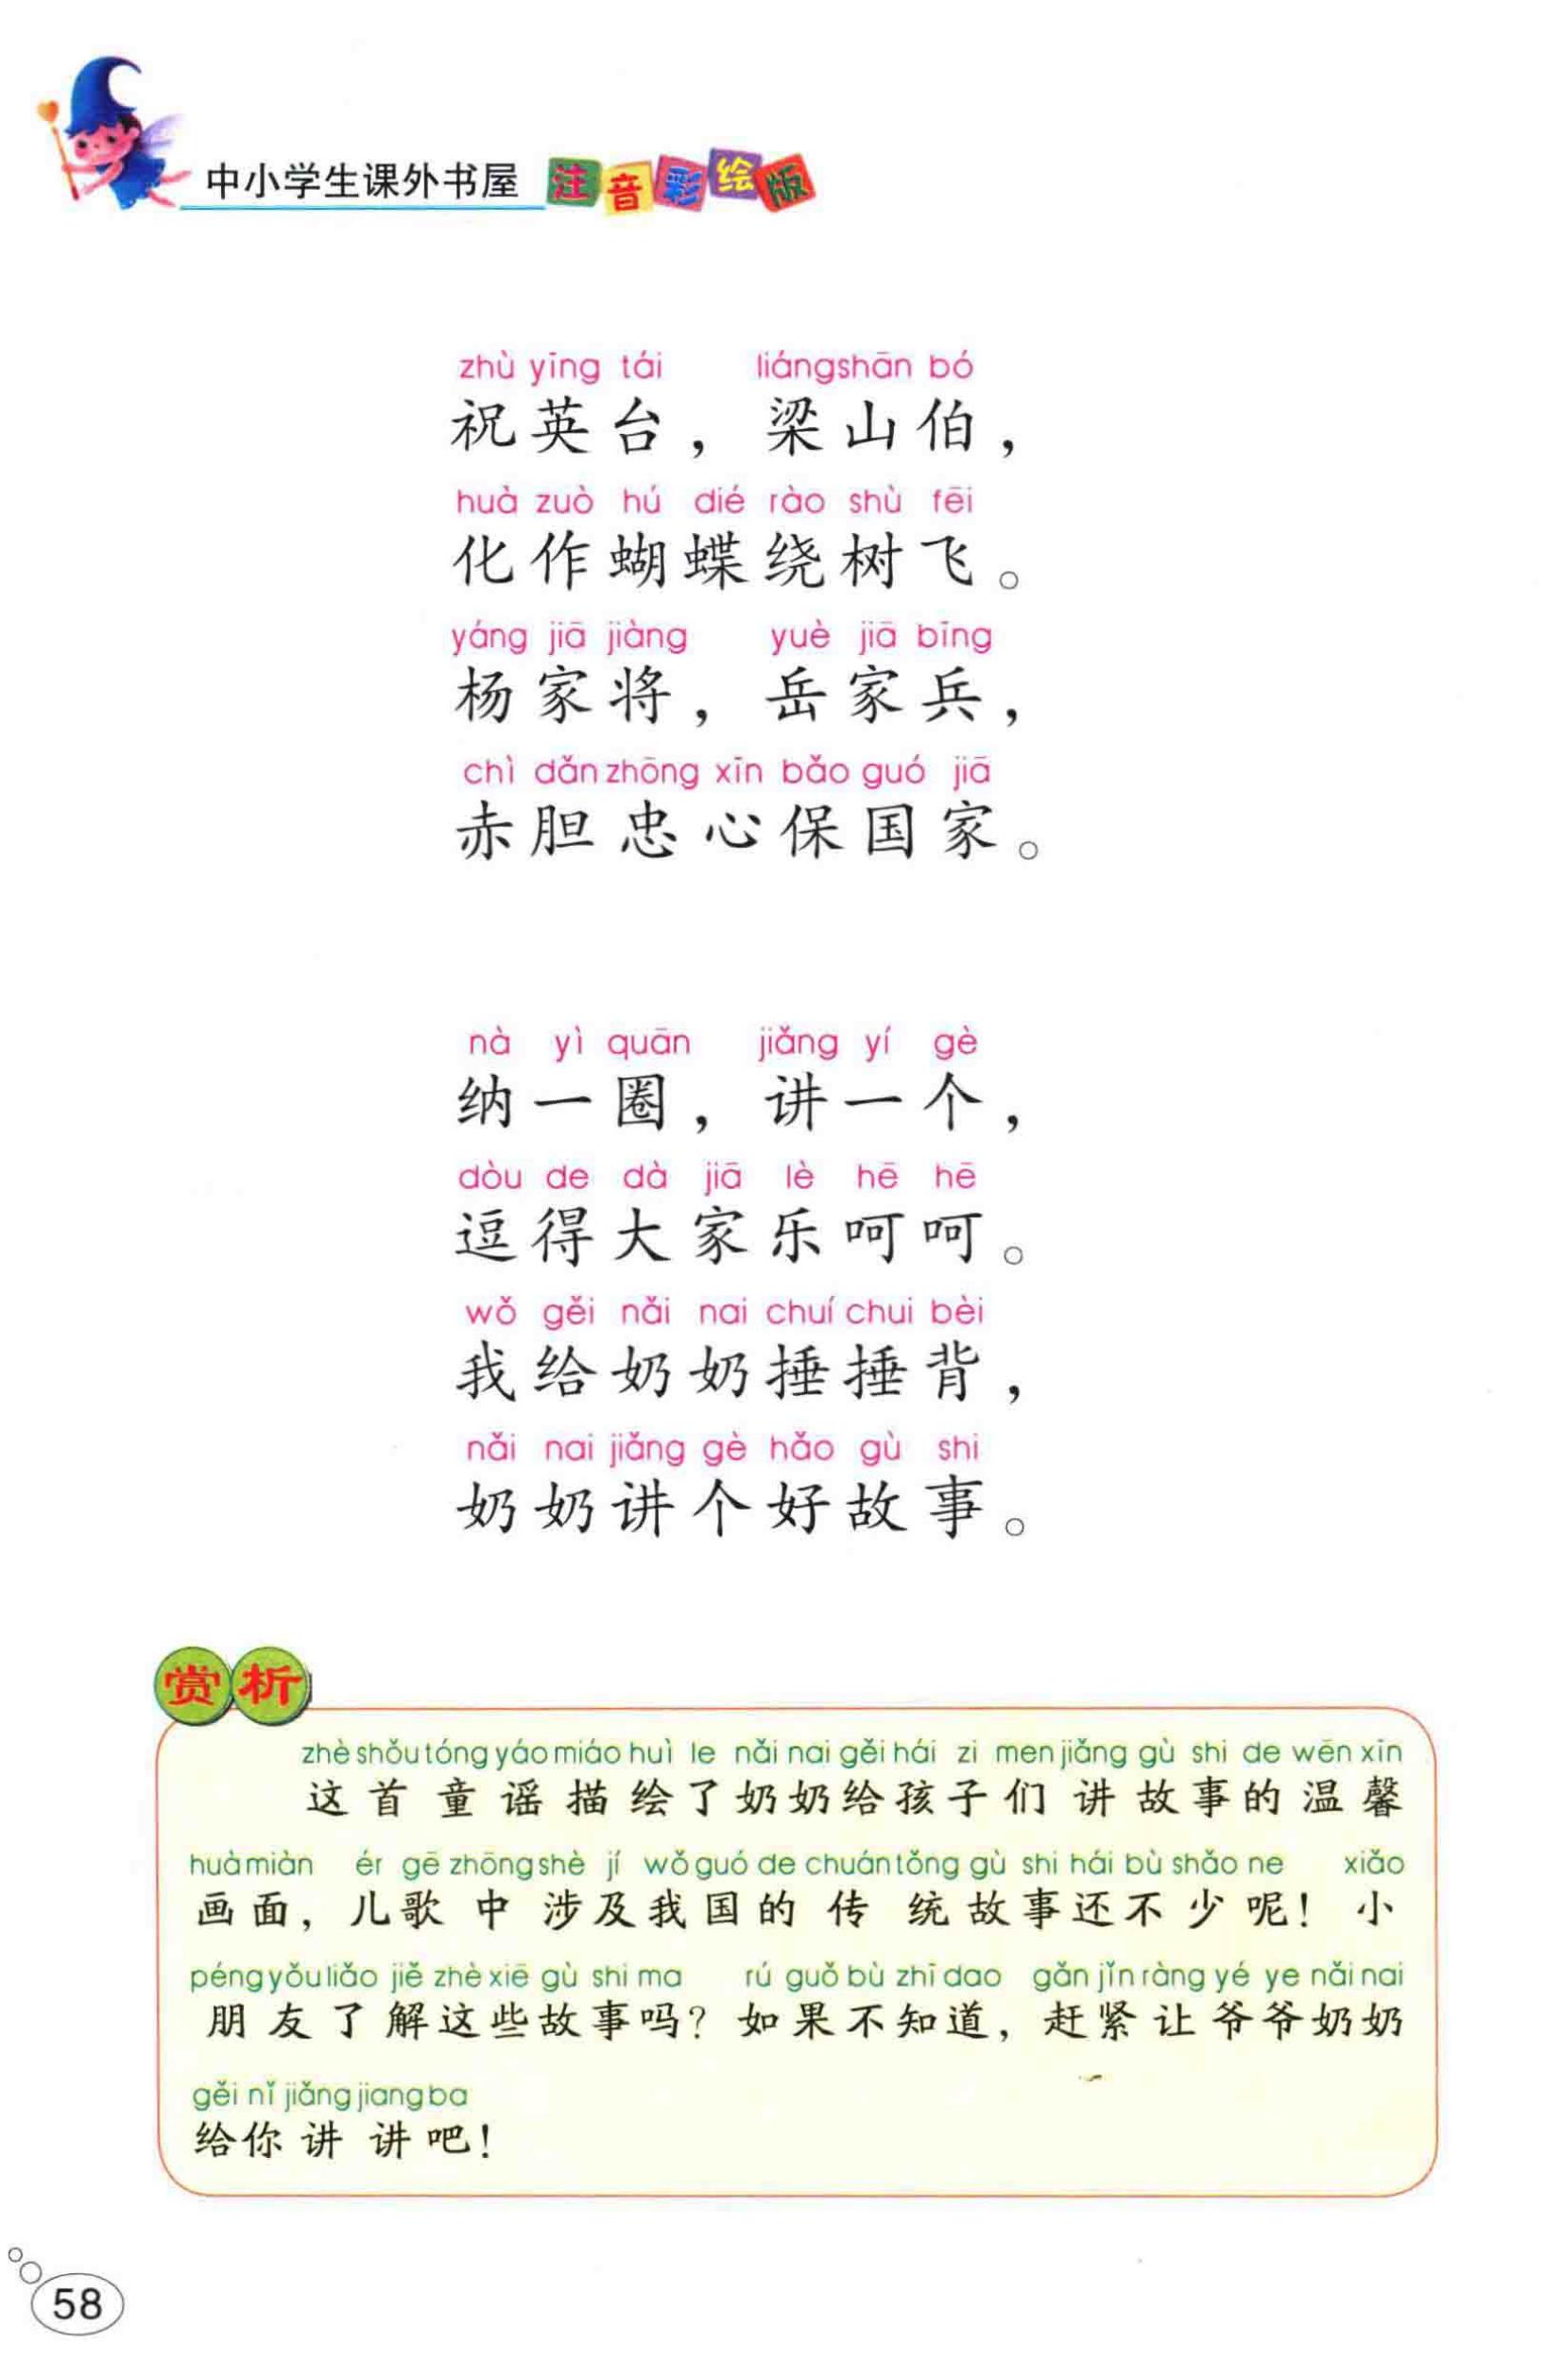 中小学生课外书屋 注音彩绘版
zhù yīng tái liángshān bó
祝英台，梁山伯，
huà zuò hú dié rào shù fēi
化作蝴蝶绕树飞。
yáng jiā jiàng yuè jiā bīng
杨家将，岳家兵，
chì dǎn zhōng xīn bǎo guó jiā
赤胆忠心保国家。
nà yì quān jiǎng yí gè
纳一圈，讲一个，
dòu de dà jiā lè hē hē
逗得大家乐呵呵。
wǒ gěi nǎi nai chuí chui bèi
我给奶奶捶捶背，
nǎi nai jiǎng gè hǎo gù shi
奶奶讲个好故事。
赏析
zhè shǒu tóng yáo miáo huì le nǎi nai gěi hái zi men jiǎng gù shi de wēn xīn
这首童谣描绘了奶奶给孩子们讲故事的温馨
huà miàn ér gē zhōng shè jí wǒ guó de chuán tǒng gù shi hái bù shǎo ne xiǎo
画面，儿歌中涉及我国的传统故事还不少呢！小
péng yǒu liǎo jiě zhè xiē gù shi ma rú guǒ bù zhī dao gǎn jǐn ràng yé ye nǎi nai
朋友了解这些故事吗？如果不知道，赶紧让爷爷奶奶
gěi nǐ jiǎng jiang ba
给你讲讲吧！
58